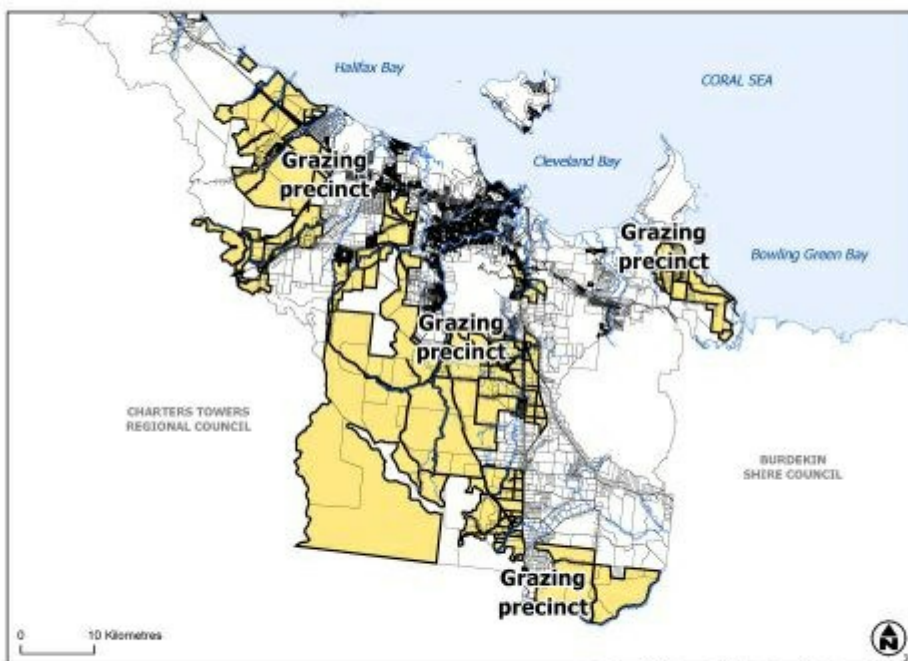 Halifax Bay
CORAL SEA
Grazing
precinct
Cleveland Bay
Grazing
precinct
Bowling Green Bay
Grazing
precinct
CHARTERS TOWERS
REGIONAL COUNCIL
BURDEKIN
SHIRE COUNCIL
Grazing
precinct
0 10 Kilometres
N